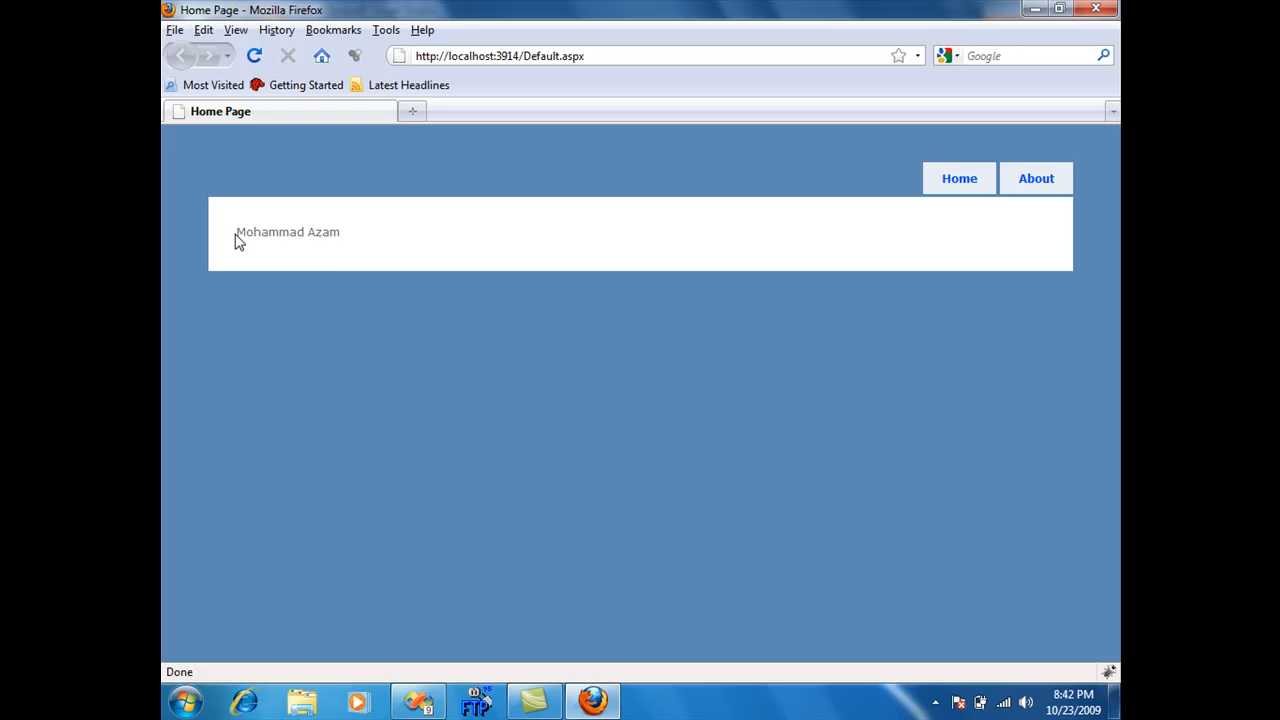 Home Page - Mozilla Firefox
File Edit View History Bookmarks Tools Help
http://localhost:3914/Default.aspx
Google
Most Visited Getting Started Latest Headlines
Home Page
Home About
Mohammad Azam
Done
FTP
8:42 PM
10/23/2009